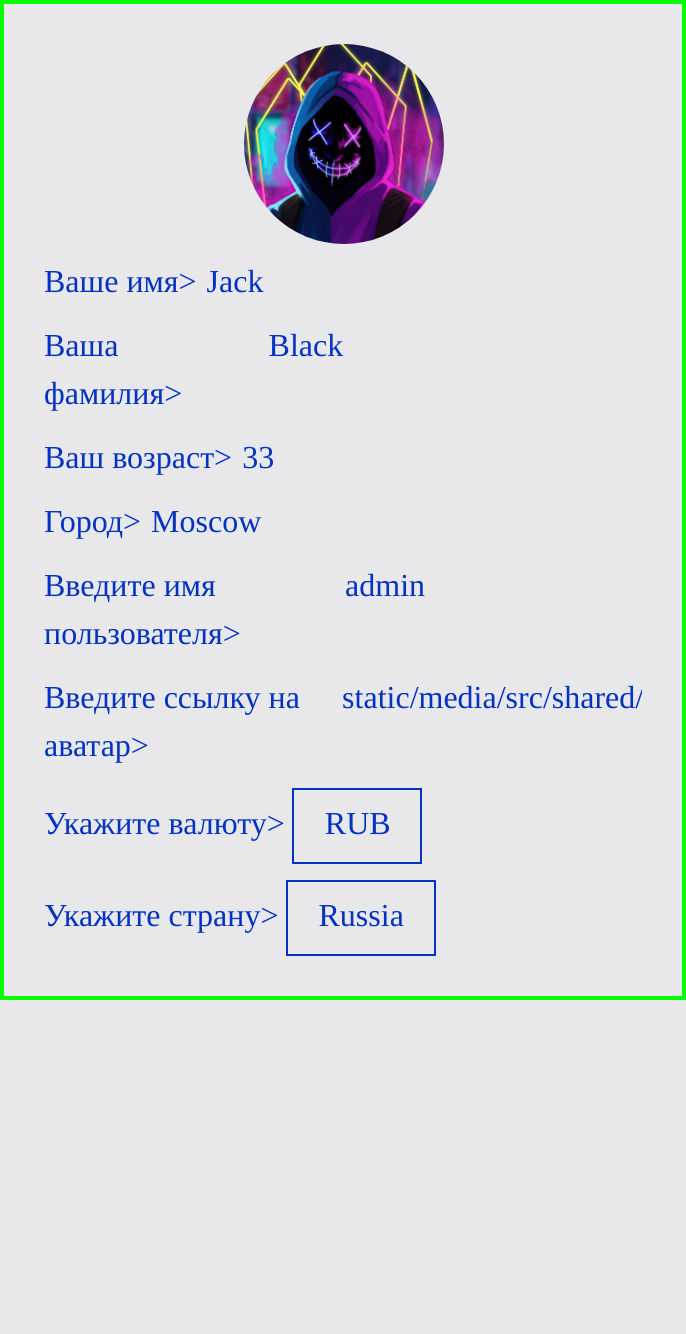 Ваше имя> Jack
Ваша Black
фамилия>
Ваш возраст> 33
Город> Moscow
Введите имя admin
пользователя>
Введите ссылку на static/media/src/shared/
аватар>
Укажите валюту> RUB
Укажите страну> Russia